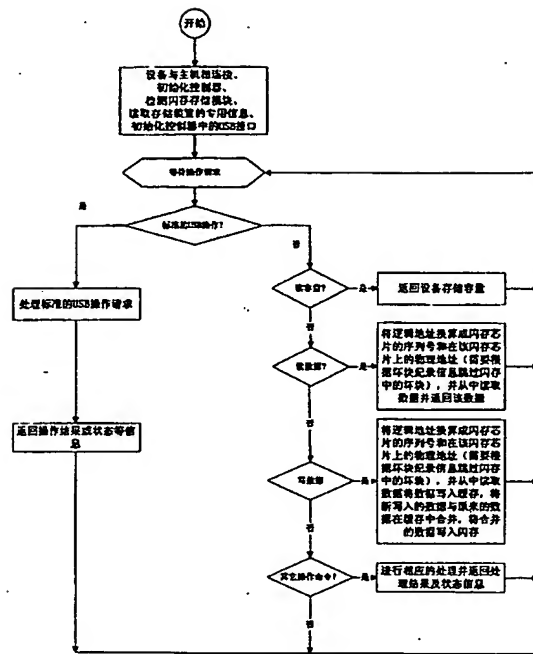 开始
设备与主机相连接、
初始化控制器、
检测闪存存储模块、
读取存储装置的专用信息、
初始化控制器中的USB接口
等待操作请求
是
标准的USB操作?
否
处理标准的USB操作请求
返回操作结果或状态等信
息
读容量?
是
返回设备存储容量
否
读数据?
是
将逻辑地址换算成闪存芯
片的序列号和在该闪存芯
片上的物理地址（需要根
据坏块纪录信息跳过闪存
中的坏块），并从中读取
数据并返回该数据
否
写数据
是
将逻辑地址换算成闪存芯
片的序列号和在该闪存芯
片上的物理地址（需要根
据坏块纪录信息跳过闪存
中的坏块），并从中读取
数据将数据写入缓存，将
新写入的数据与原来的数
据在缓存中合并，将合并
的数据写入闪存
否
其它操作命令?
是
进行相应的处理并返回处
理结果及状态信息
否